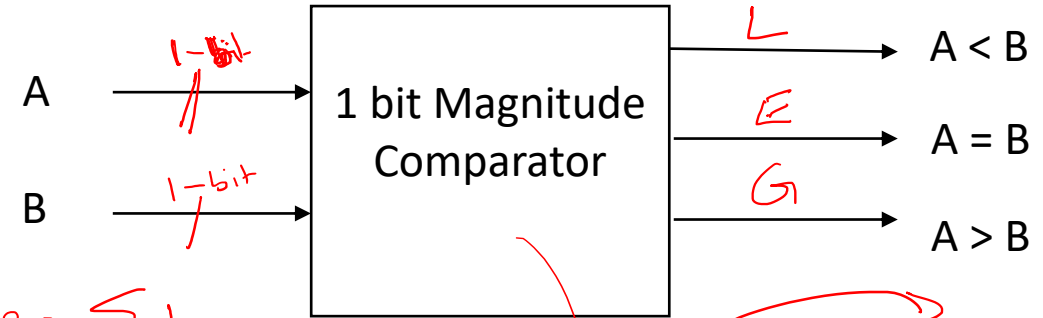 L
A < B
1-bit
A
1 bit Magnitude
Comparator
E
A = B
1-bit
B
G
A > B